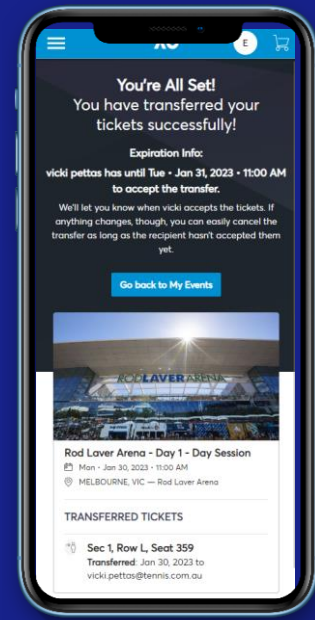 AO
E
You're All Set!
You have transferred your
tickets successfully!
Expiration Info:
vicki pettas has until Tue • Jan 31, 2023 • 11:00 AM
to accept the transfer.
We'll let you know when vicki accepts the tickets. If
anything changes, though, you can easily cancel the
transfer as long as the recipient hasn't accepted them
yet.
Go back to My Events
ROD LAVER ARENA
Rod Laver Arena - Day 1 - Day Session
Mon • Jan 30, 2023 • 11:00 AM
MELBOURNE, VIC — Rod Laver Arena
TRANSFERRED TICKETS
Sec 1, Row L, Seat 359
Transferred: Jan 30, 2023 to
vicki.pettas@tennis.com.au